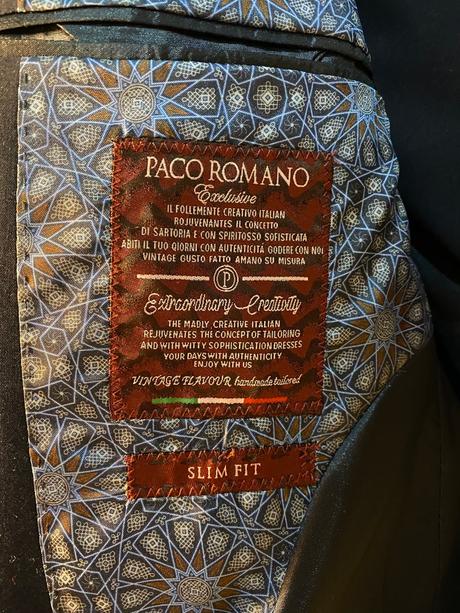 PACO ROMANO
Exclusive
IL FOLLEMENTE CREATIVO ITALIAN
ROJUVENANTES IL CONCETTO
DI SARTORIA E CON SPIRITOSSO SOFISTICATA
ABITI IL TUO GIORNI CON AUTENTICITÀ GODERE CON NOI
VINTAGE GUSTO FATTO AMANO SU MISURA
P
Extraordinary Creativity
THE MADLY CREATIVE ITALIAN
REJUVENATES THE CONCEPT OF TAILORING
AND WITH WITTY SOPHISTICATION DRESSES
YOUR DAYS WITH AUTHENTICITY
ENJOY WITH US
VINTAGE FLAVOUR handmade tailored
SLIM FIT